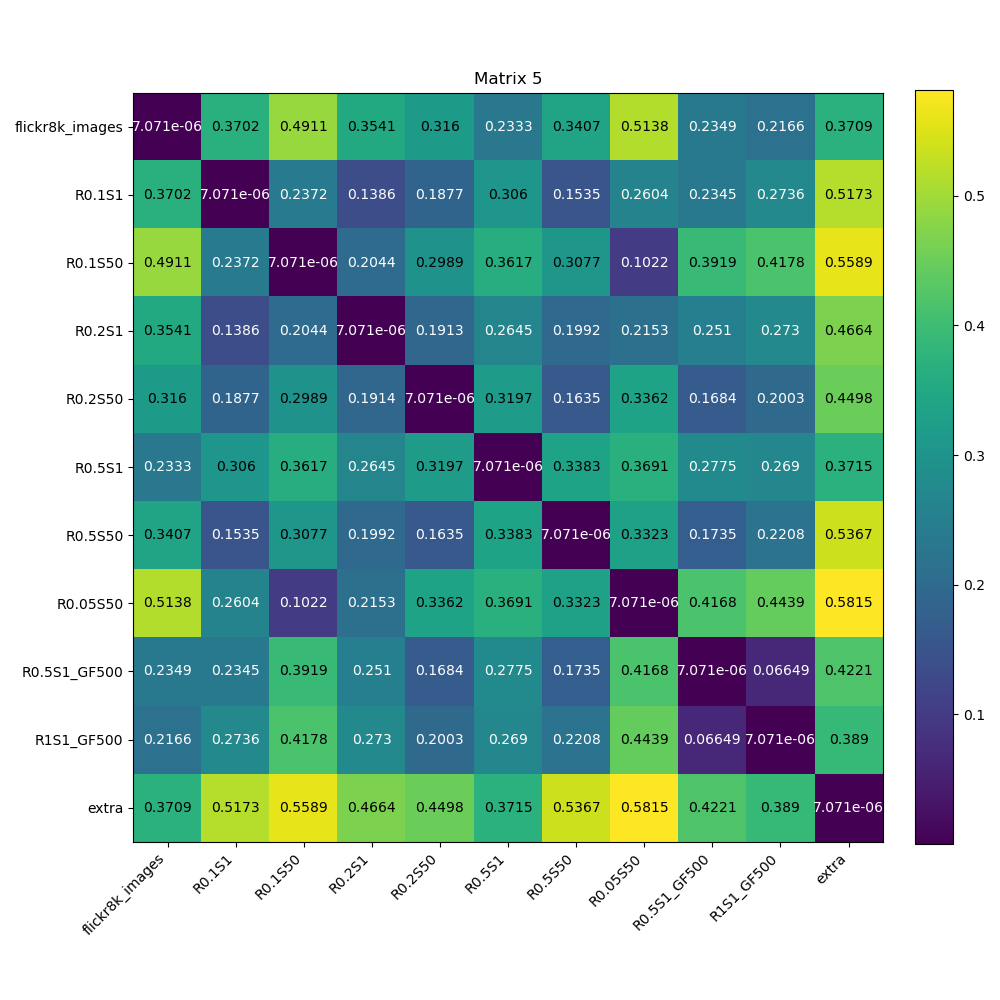 Matrix 5
flickr8k_images 7.071e-06 0.3702 0.4911 0.3541 0.316 0.2333 0.3407 0.5138 0.2349 0.2166 0.3709
R0.1S1 0.3702 7.071e-06 0.2372 0.1386 0.1877 0.306 0.1535 0.2604 0.2345 0.2736 0.5173
R0.1S50 0.4911 0.2372 7.071e-06 0.2044 0.2989 0.3617 0.3077 0.1022 0.3919 0.4178 0.5589
R0.2S1 0.3541 0.1386 0.2044 7.071e-06 0.1913 0.2645 0.1992 0.2153 0.251 0.273 0.4664
R0.2S50 0.316 0.1877 0.2989 0.1914 7.071e-06 0.3197 0.1635 0.3362 0.1684 0.2003 0.4498
R0.5S1 0.2333 0.306 0.3617 0.2645 0.3197 7.071e-06 0.3383 0.3691 0.2775 0.269 0.3715
R0.5S50 0.3407 0.1535 0.3077 0.1992 0.1635 0.3383 7.071e-06 0.3323 0.1735 0.2208 0.5367
R0.05S50 0.5138 0.2604 0.1022 0.2153 0.3362 0.3691 0.3323 7.071e-06 0.4168 0.4439 0.5815
R0.5S1_GF500 0.2349 0.2345 0.3919 0.251 0.1684 0.2775 0.1735 0.4168 7.071e-06 0.06649 0.4221
R1S1_GF500 0.2166 0.2736 0.4178 0.273 0.2003 0.269 0.2208 0.4439 0.06649 7.071e-06 0.389
extra 0.3709 0.5173 0.5589 0.4664 0.4498 0.3715 0.5367 0.5815 0.4221 0.389 7.071e-06
flickr8k_images R0.1S1 R0.1S50 R0.2S1 R0.2S50 R0.5S1 R0.5S50 R0.05S50 R0.5S1_GF500 R1S1_GF500 extra
0.5
0.4
0.3
0.2
0.1